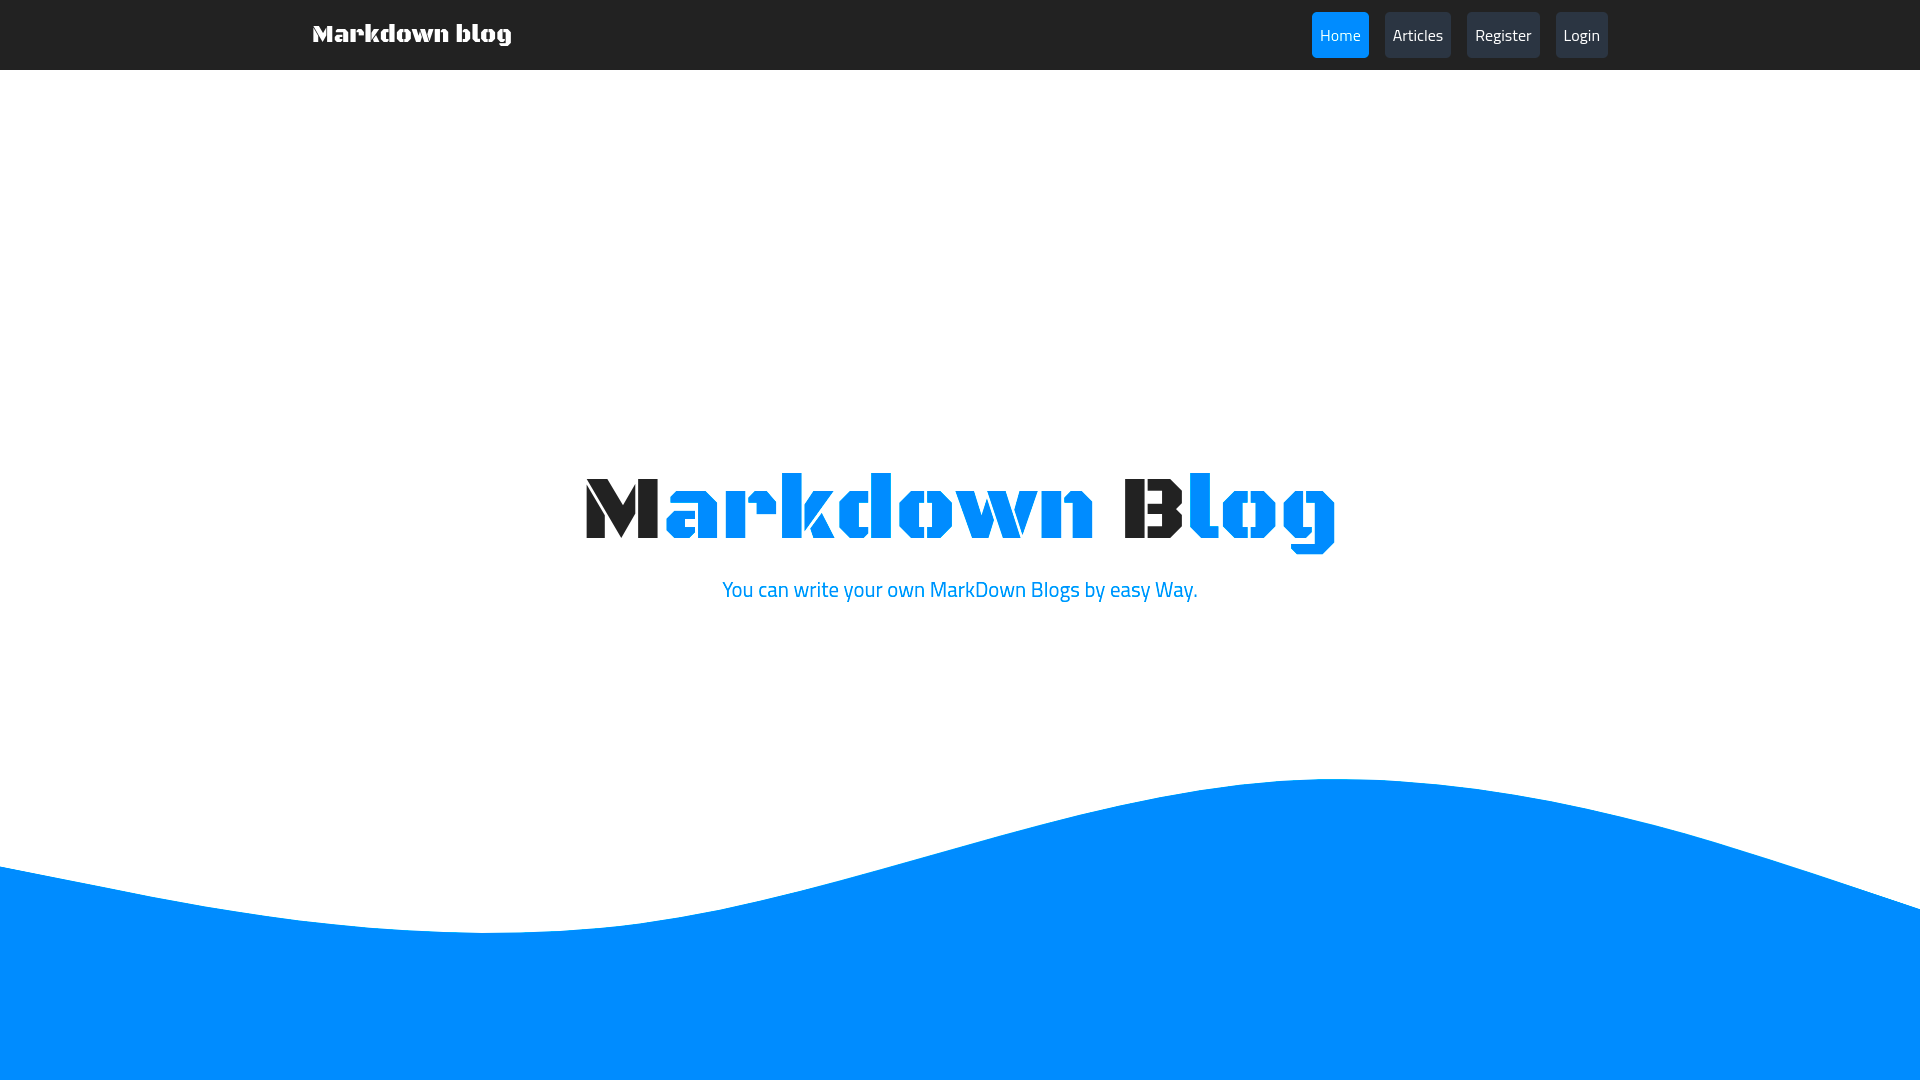 Markdown blog
Home
Articles
Register
Login
Markdown Blog
You can write your own MarkDown Blogs by easy Way.